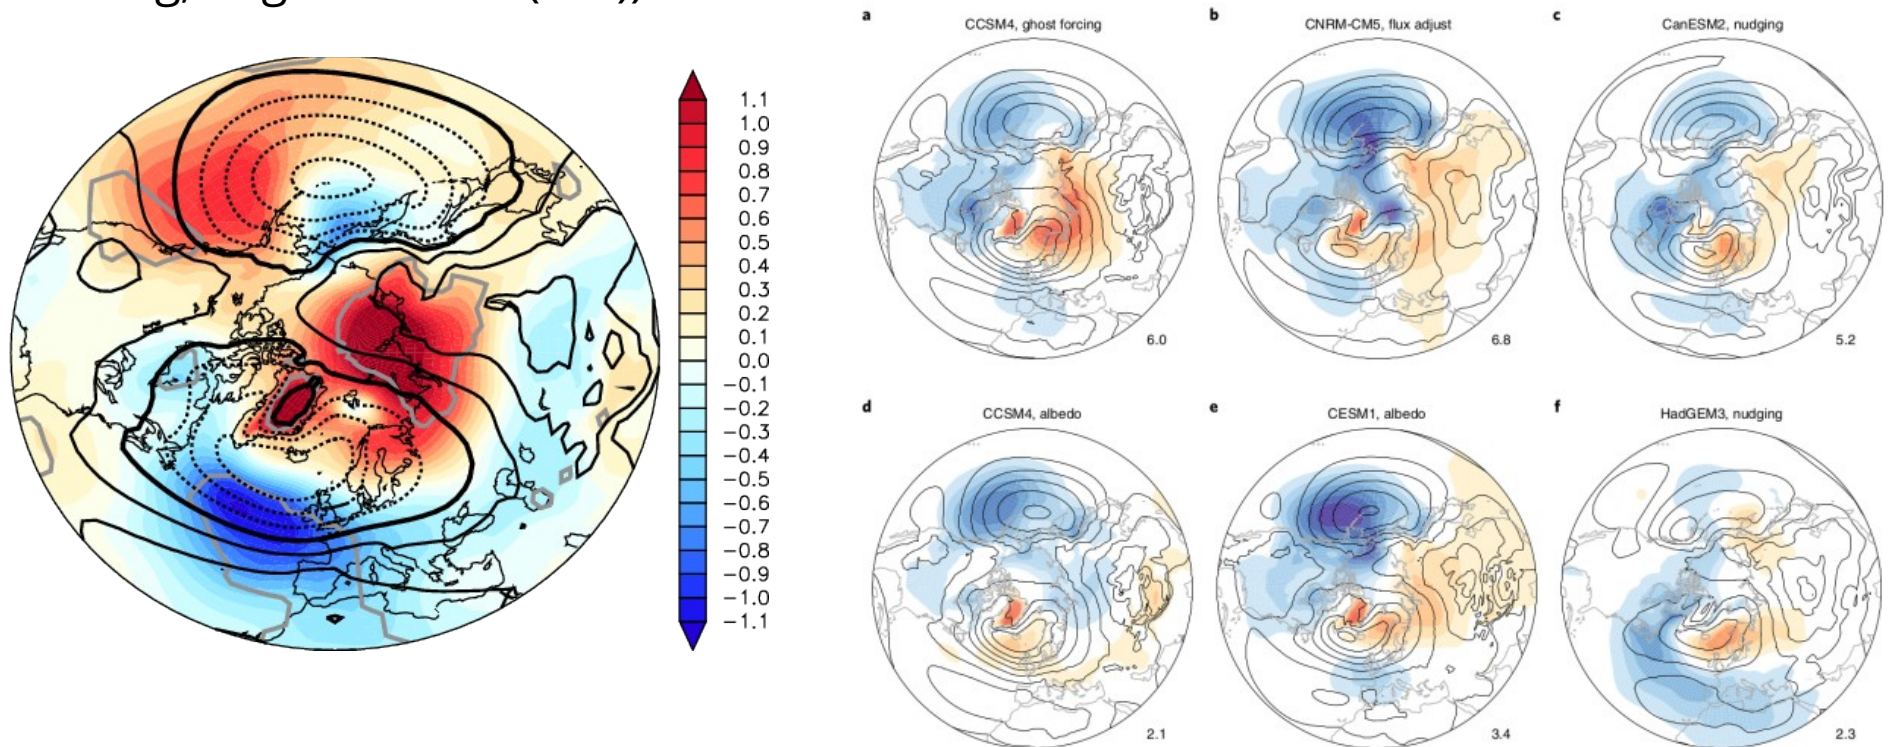 1.1
1.0
0.9
0.8
0.7
0.6
0.5
0.4
0.3
0.2
0.1
0.0
−0.1
−0.2
−0.3
−0.4
−0.5
−0.6
−0.7
−0.8
−0.9
−1.0
−1.1
a
CCSM4, ghost forcing
6.0
b
CNRM-CM5, flux adjust
6.8
c
CanESM2, nudging
5.2
d
CCSM4, albedo
2.1
e
CESM1, albedo
3.4
f
HadGEM3, nudging
2.3